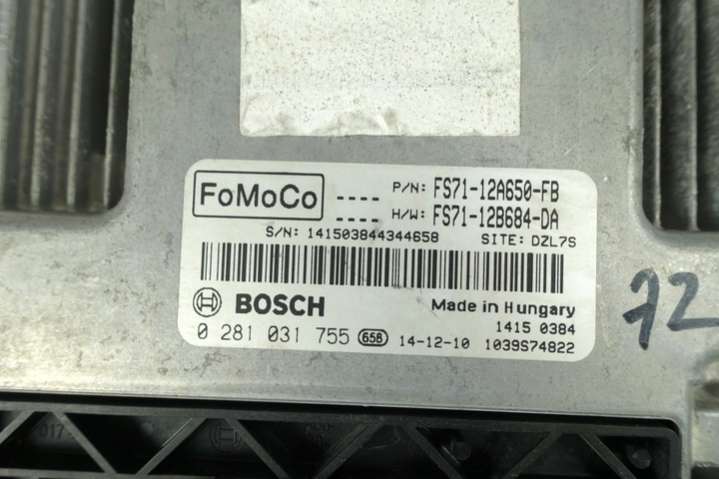 FoMoCo
---- P/N: FS71-12A650-FB
---- H/W: FS71-12B684-DA
S/N: 141503844344658 SITE: DZL7S
BOSCH Made in Hungary
1415 0384
0 281 031 755 658 14-12-10 1039S74822
72